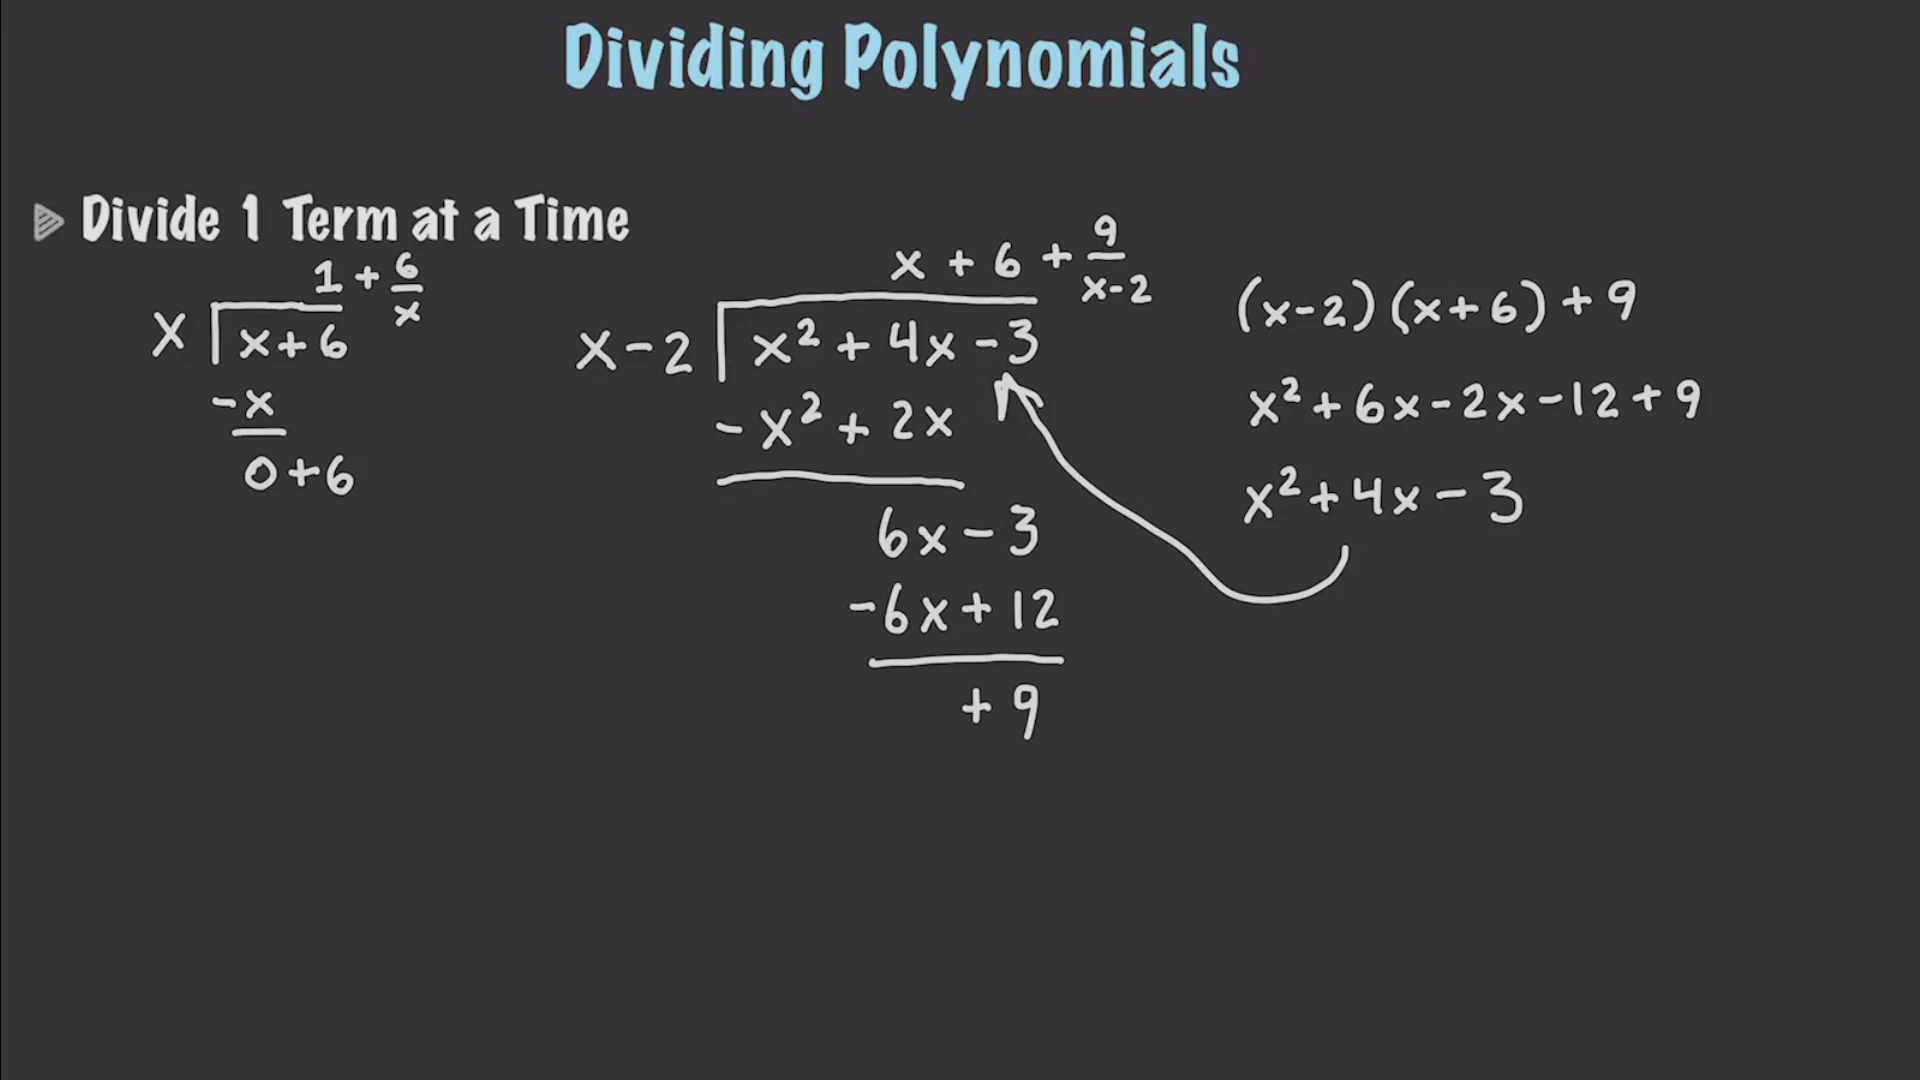 Dividing Polynomials
Divide 1 Term at a Time
1 + 6/x
x x + 6
-x
0 + 6
x + 6 + 9/x-2
x-2 x² + 4x - 3
-x² + 2x
6x - 3
-6x + 12
+ 9
(x-2)(x+6) + 9
x² + 6x - 2x - 12 + 9
x² + 4x - 3